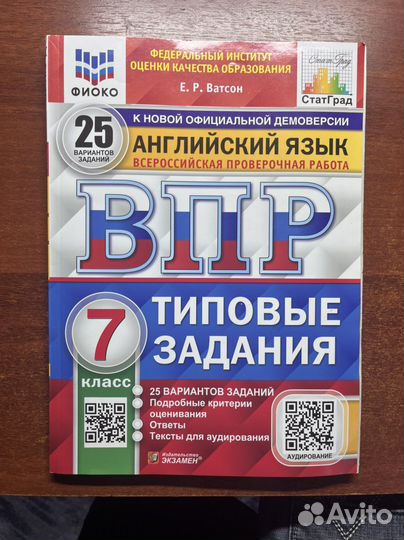 ФЕДЕРАЛЬНЫЙ ИНСТИТУТ
ОЦЕНКИ КАЧЕСТВА ОБРАЗОВАНИЯ
Е. Р. Ватсон
ФИОКО
СтатГрад
СтатГрад
25
ВАРИАНТОВ
ЗАДАНИЙ
К НОВОЙ ОФИЦИАЛЬНОЙ ДЕМОВЕРСИИ
АНГЛИЙСКИЙ ЯЗЫК
ВСЕРОССИЙСКАЯ ПРОВЕРОЧНАЯ РАБОТА
ВПР
7
класс
ТИПОВЫЕ
ЗАДАНИЯ
• 25 ВАРИАНТОВ ЗАДАНИЙ
• Подробные критерии
оценивания
• Ответы
• Тексты для аудирования
АУДИРОВАНИЕ
Издательство
ЭКЗАМЕН®
Avito